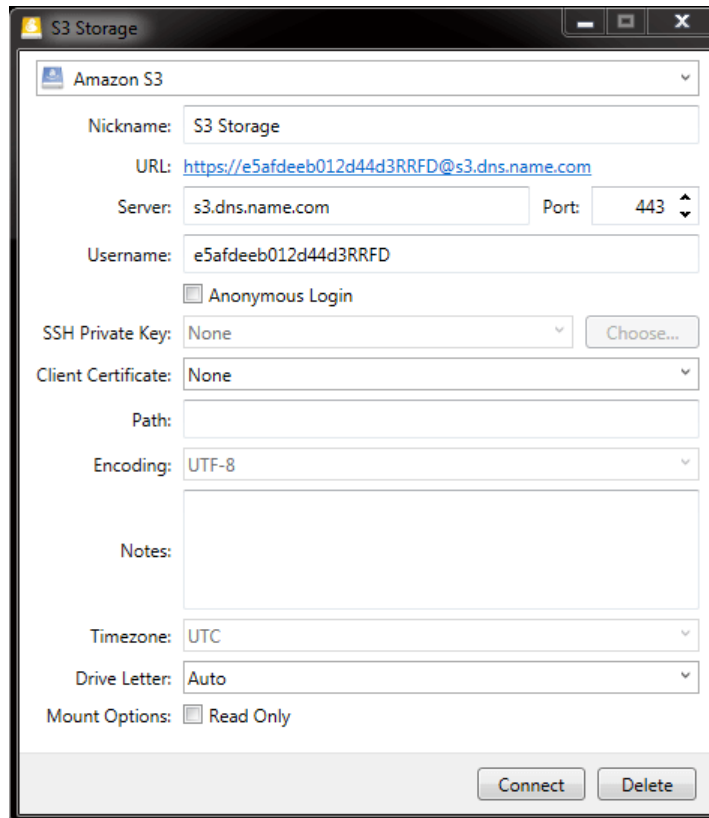 S3 Storage
Amazon S3
Nickname: S3 Storage
URL: https://e5afdeeb012d44d3RRFD@s3.dns.name.com
Server: s3.dns.name.com Port: 443
Username: e5afdeeb012d44d3RRFD
Anonymous Login
SSH Private Key: None Choose...
Client Certificate: None
Path:
Encoding: UTF-8
Notes:
Timezone: UTC
Drive Letter: Auto
Mount Options: Read Only
Connect Delete